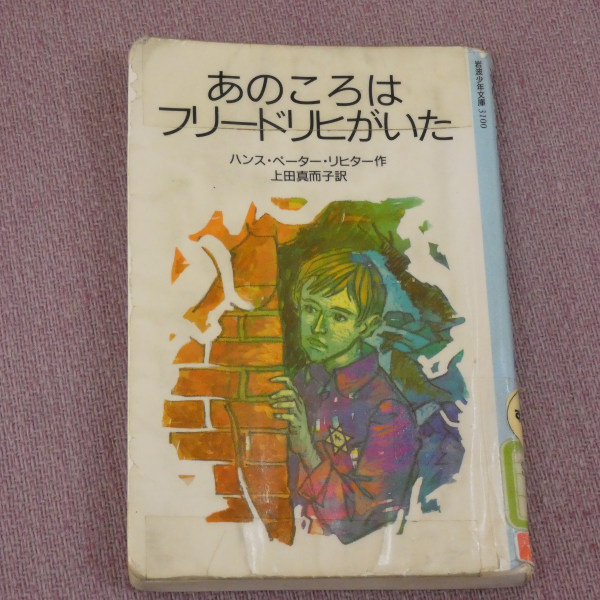 あのころは
フリードリヒがいた
ハンス・ペーター・リヒター作
上田真而子訳
岩波少年文庫 3100